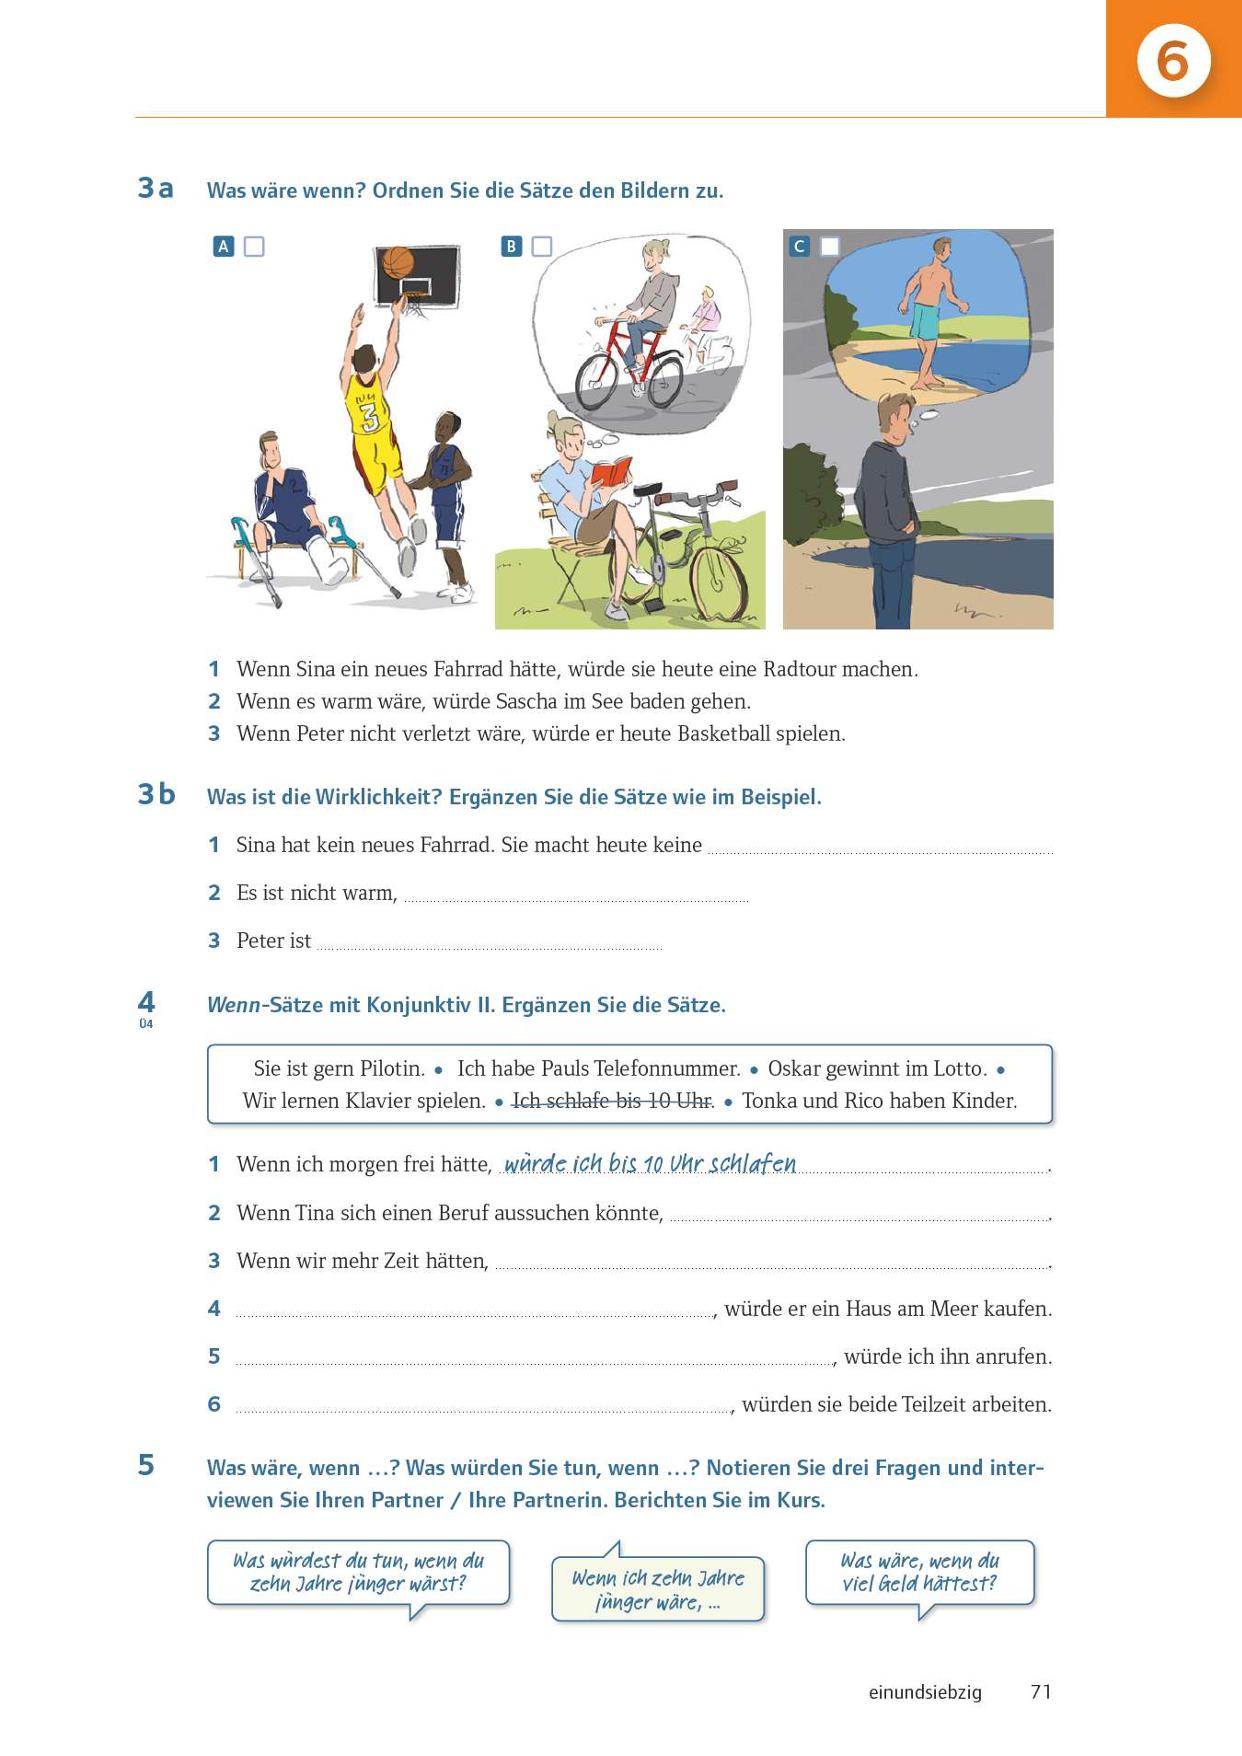 6
3a Was wäre wenn? Ordnen Sie die Sätze den Bildern zu.
A B C
3
1 Wenn Sina ein neues Fahrrad hätte, würde sie heute eine Radtour machen.
2 Wenn es warm wäre, würde Sascha im See baden gehen.
3 Wenn Peter nicht verletzt wäre, würde er heute Basketball spielen.
3b Was ist die Wirklichkeit? Ergänzen Sie die Sätze wie im Beispiel.
1 Sina hat kein neues Fahrrad. Sie macht heute keine
2 Es ist nicht warm,
3 Peter ist
4 Wenn-Sätze mit Konjunktiv II. Ergänzen Sie die Sätze.
Ü4
Sie ist gern Pilotin. • Ich habe Pauls Telefonnummer. • Oskar gewinnt im Lotto. •
Wir lernen Klavier spielen. • Ich schlafe bis 10 Uhr. • Tonka und Rico haben Kinder.
1 Wenn ich morgen frei hätte, würde ich bis 10 Uhr schlafen.
2 Wenn Tina sich einen Beruf aussuchen könnte, .
3 Wenn wir mehr Zeit hätten, .
4 , würde er ein Haus am Meer kaufen.
5 , würde ich ihn anrufen.
6 , würden sie beide Teilzeit arbeiten.
5 Was wäre, wenn …? Was würden Sie tun, wenn …? Notieren Sie drei Fragen und inter-
viewen Sie Ihren Partner / Ihre Partnerin. Berichten Sie im Kurs.
Was würdest du tun, wenn du
zehn Jahre jünger wärst?
Wenn ich zehn Jahre
jünger wäre, ...
Was wäre, wenn du
viel Geld hättest?
einundsiebzig 71